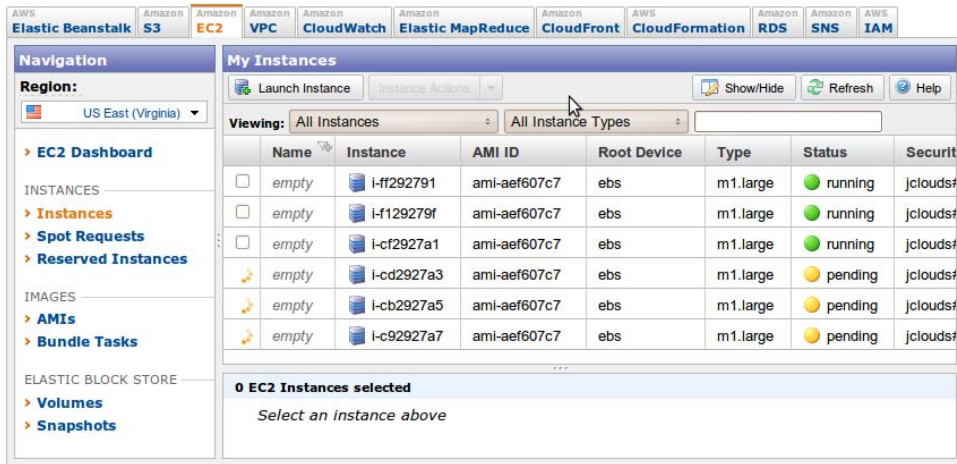 AWS Amazon Amazon Amazon Amazon Amazon Amazon AWS Amazon Amazon AWS
Elastic Beanstalk S3 EC2 VPC CloudWatch Elastic MapReduce CloudFront CloudFormation RDS SNS IAM
Navigation
Region:
US East (Virginia)
> EC2 Dashboard
INSTANCES
> Instances
> Spot Requests
> Reserved Instances
IMAGES
> AMIs
> Bundle Tasks
ELASTIC BLOCK STORE
> Volumes
> Snapshots
My Instances
Launch Instance Instance Actions Show/Hide Refresh Help
Viewing: All Instances All Instance Types
Name Instance AMI ID Root Device Type Status Securit
empty i-ff292791 ami-aef607c7 ebs m1.large running jclouds#
empty i-f129279f ami-aef607c7 ebs m1.large running jclouds#
empty i-cf2927a1 ami-aef607c7 ebs m1.large running jclouds#
empty i-cd2927a3 ami-aef607c7 ebs m1.large pending jclouds#
empty i-cb2927a5 ami-aef607c7 ebs m1.large pending jclouds#
empty i-c92927a7 ami-aef607c7 ebs m1.large pending jclouds#
0 EC2 Instances selected
Select an instance above